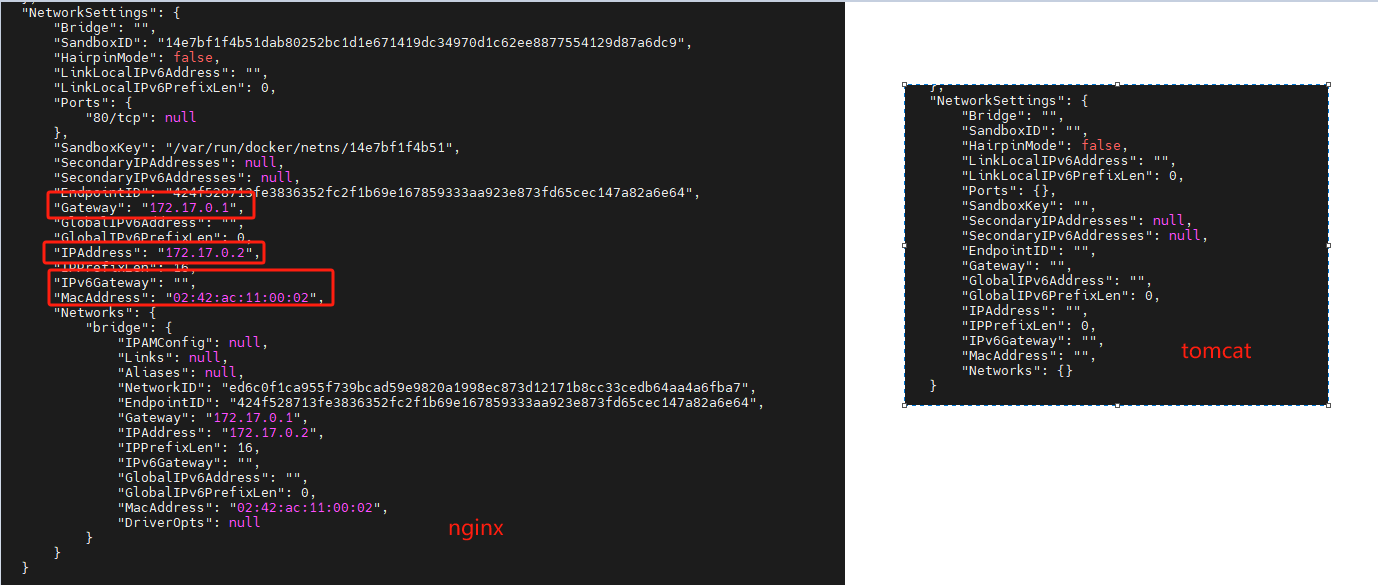 "NetworkSettings": {
"Bridge": "",
"SandboxID": "14e7bf1f4b51dab80252bc1d1e671419dc34970d1c62ee8877554129d87a6dc9",
"HairpinMode": false,
"LinkLocalIPv6Address": "",
"LinkLocalIPv6PrefixLen": 0,
"Ports": {
"80/tcp": null
},
"SandboxKey": "/var/run/docker/netns/14e7bf1f4b51",
"SecondaryIPAddresses": null,
"SecondaryIPv6Addresses": null,
"EndpointID": "424f528713fe3836352fc2f1b69e167859333aa923e873fd65cec147a82a6e64",
"Gateway": "172.17.0.1",
"GlobalIPv6Address": "",
"GlobalIPv6PrefixLen": 0,
"IPAddress": "172.17.0.2",
"IPPrefixLen": 16,
"IPv6Gateway": "",
"MacAddress": "02:42:ac:11:00:02",
"Networks": {
"bridge": {
"IPAMConfig": null,
"Links": null,
"Aliases": null,
"NetworkID": "ed6c0f1ca955f739bcad59e9820a1998ec873d12171b8cc33cedb64aa4a6fba7",
"EndpointID": "424f528713fe3836352fc2f1b69e167859333aa923e873fd65cec147a82a6e64",
"Gateway": "172.17.0.1",
"IPAddress": "172.17.0.2",
"IPPrefixLen": 16,
"IPv6Gateway": "",
"GlobalIPv6Address": "",
"GlobalIPv6PrefixLen": 0,
"MacAddress": "02:42:ac:11:00:02",
"DriverOpts": null
}
}
}
nginx
},
"NetworkSettings": {
"Bridge": "",
"SandboxID": "",
"HairpinMode": false,
"LinkLocalIPv6Address": "",
"LinkLocalIPv6PrefixLen": 0,
"Ports": {},
"SandboxKey": "",
"SecondaryIPAddresses": null,
"SecondaryIPv6Addresses": null,
"EndpointID": "",
"Gateway": "",
"GlobalIPv6Address": "",
"GlobalIPv6PrefixLen": 0,
"IPAddress": "",
"IPPrefixLen": 0,
"IPv6Gateway": "",
"MacAddress": "",
"Networks": {}
}
tomcat